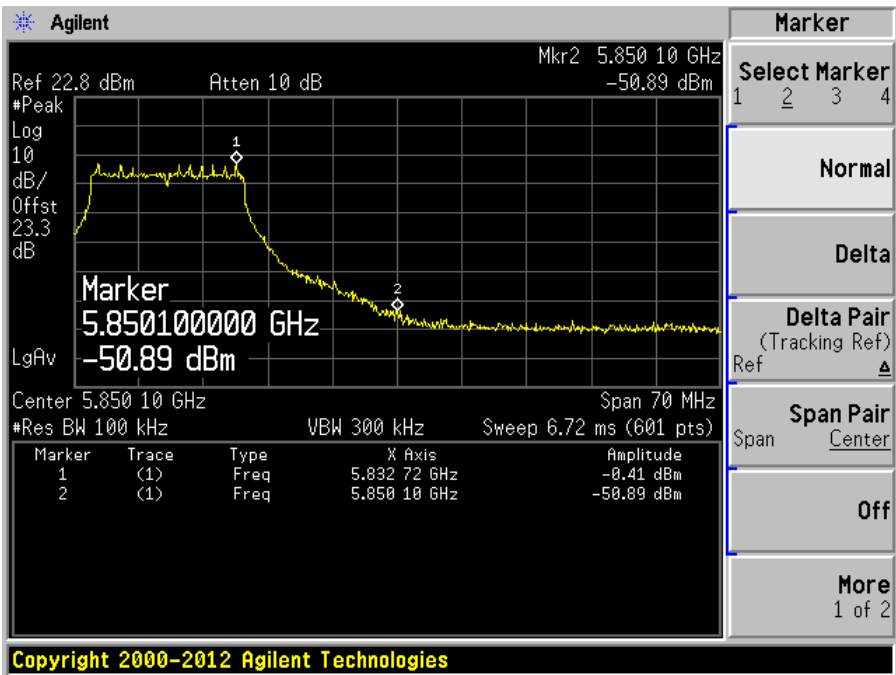 Agilent
Mkr2 5.850 10 GHz
Ref 22.8 dBm Atten 10 dB -50.89 dBm
#Peak
Log
10
dB/
Offst
23.3
dB
1
2
Marker
5.850100000 GHz
LgAv -50.89 dBm
Center 5.850 10 GHz Span 70 MHz
#Res BW 100 kHz VBW 300 kHz Sweep 6.72 ms (601 pts)
Marker Trace Type X Axis Amplitude
1 (1) Freq 5.832 72 GHz -0.41 dBm
2 (1) Freq 5.850 10 GHz -50.89 dBm
Marker
Select Marker
1 2 3 4
Normal
Delta
Delta Pair
(Tracking Ref)
Ref Δ
Span Pair
Span Center
Off
More
1 of 2
Copyright 2000-2012 Agilent Technologies